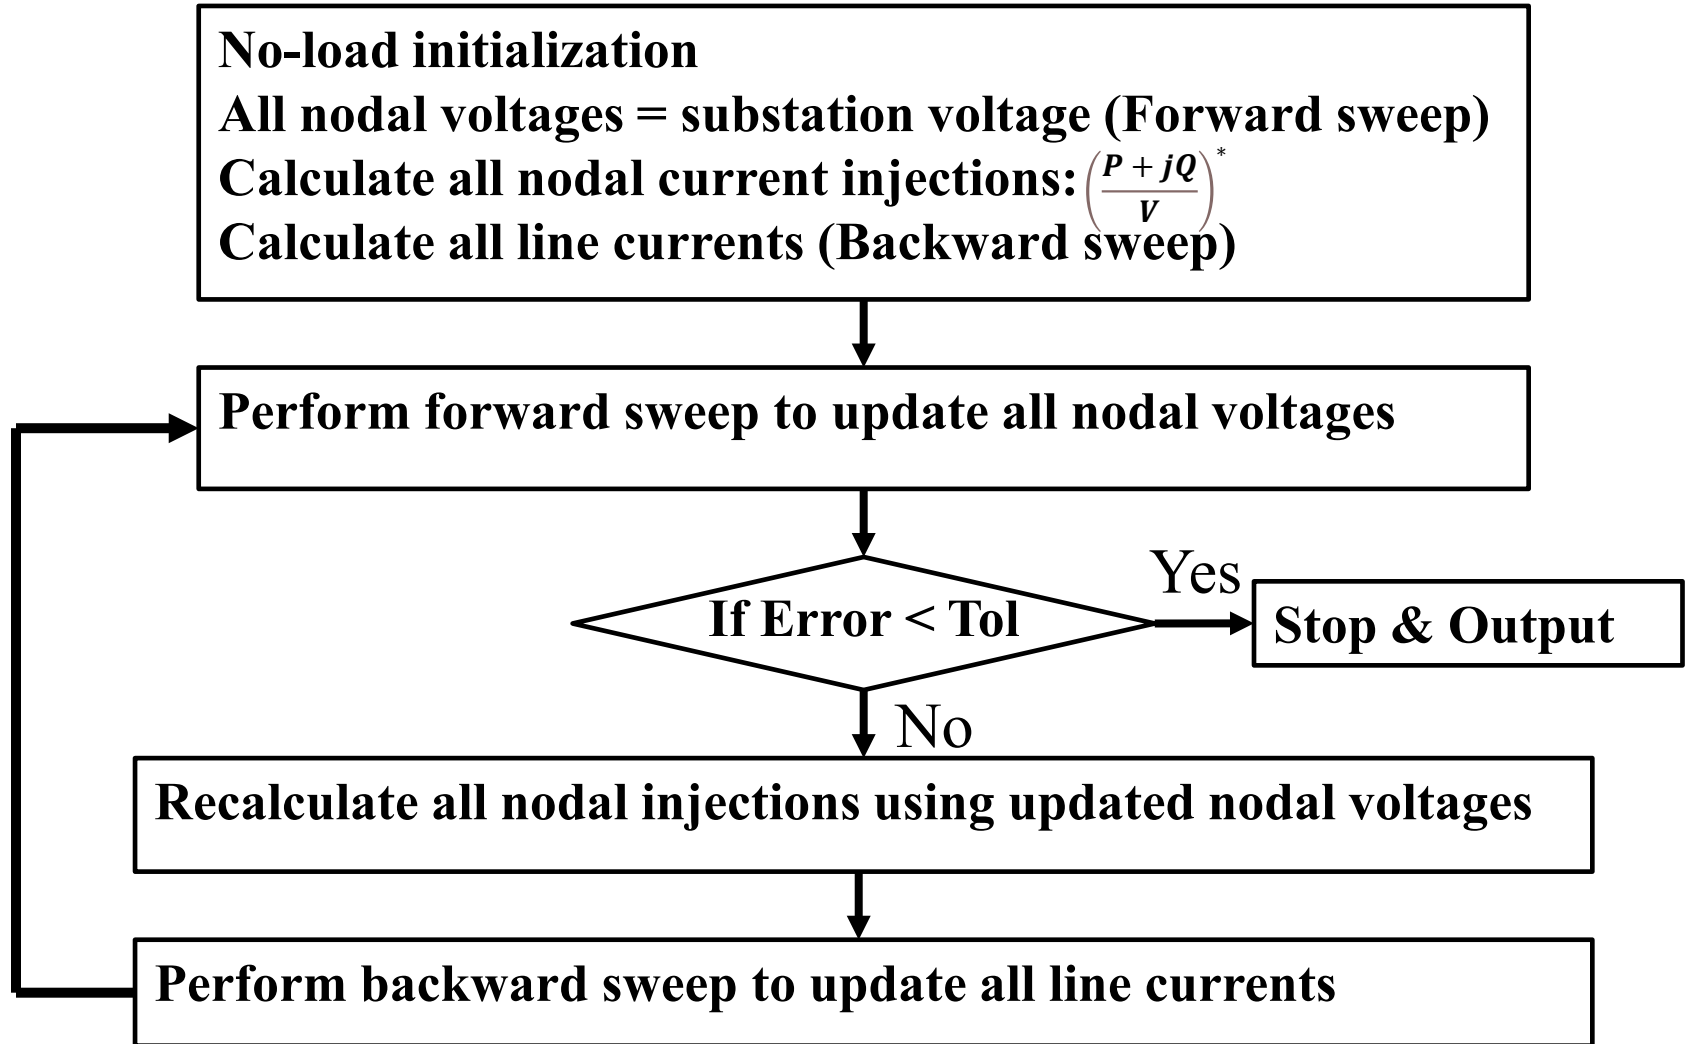 No-load initialization
All nodal voltages = substation voltage (Forward sweep)
Calculate all nodal current injections: ((P + jQ)/V)*
Calculate all line currents (Backward sweep)
Perform forward sweep to update all nodal voltages
If Error < Tol
Yes
Stop & Output
No
Recalculate all nodal injections using updated nodal voltages
Perform backward sweep to update all line currents